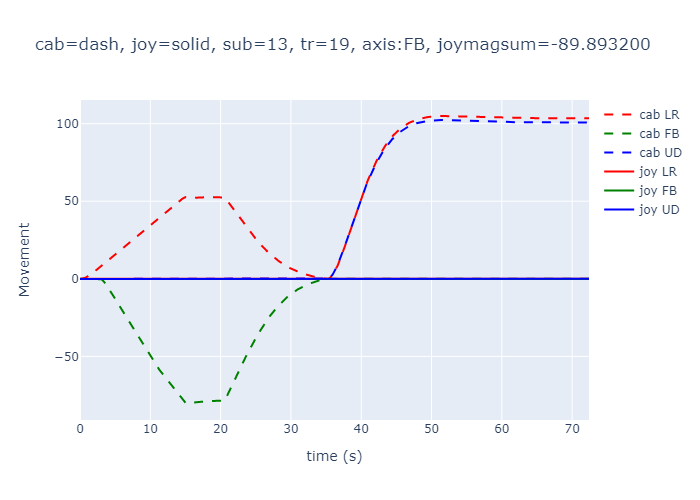 cab=dash, joy=solid, sub=13, tr=19, axis:FB, joymagsum=-89.893200
cab LR
cab FB
cab UD
joy LR
joy FB
joy UD
Movement
100
50
0
−50
0 10 20 30 40 50 60 70
time (s)